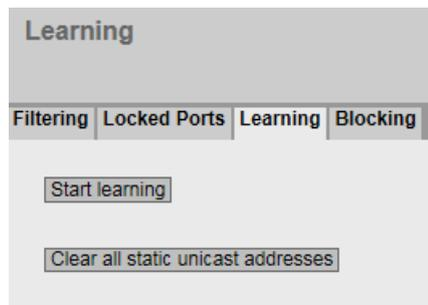 Learning
Filtering Locked Ports Learning Blocking
Start learning
Clear all static unicast addresses